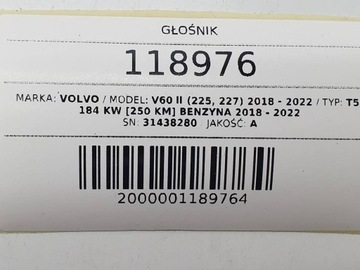 GŁOŚNIK
118976
MARKA: VOLVO / MODEL: V60 II (225, 227) 2018 - 2022 / TYP: T5
184 KW [250 KM] BENZYNA 2018 - 2022
SN: 31438280 JAKOŚĆ: A
2000001189764